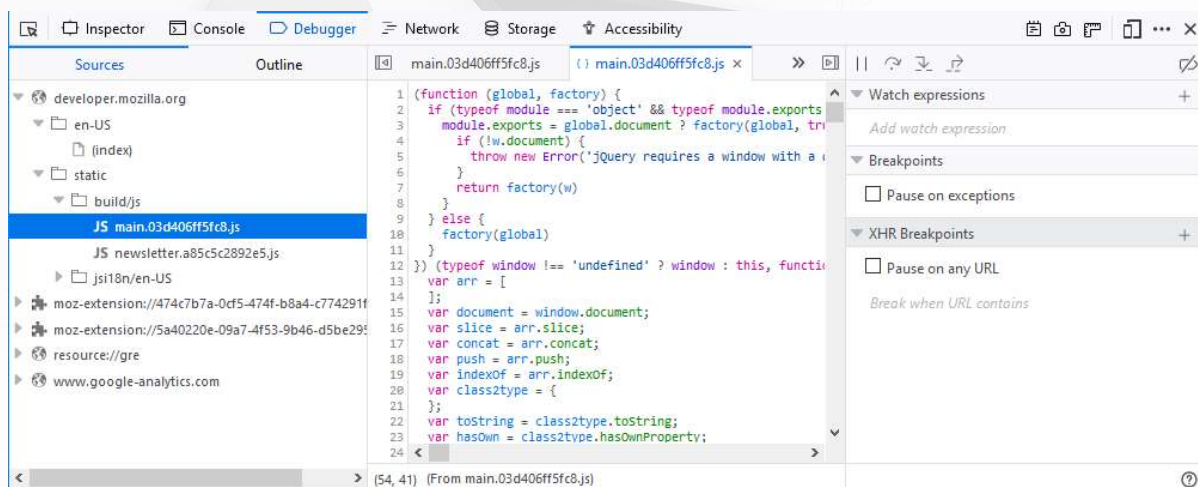 Inspector Console Debugger Network Storage Accessibility
Sources Outline
developer.mozilla.org
en-US
(index)
static
build/js
JS main.03d406ff5fc8.js
JS newsletter.a85c5c2892e5.js
jsi18n/en-US
moz-extension://474c7b7a-0cf5-474f-b8a4-c774291f
moz-extension://5a40220e-09a7-4f53-9b46-d5be295
resource://gre
www.google-analytics.com
main.03d406ff5fc8.js {} main.03d406ff5fc8.js ×
1 (function (global, factory) {
2 if (typeof module === 'object' && typeof module.exports
3 module.exports = global.document ? factory(global, tru
4 if (!w.document) {
5 throw new Error('jQuery requires a window with a d
6 }
7 return factory(w)
8 }
9 } else {
10 factory(global)
11 }
12 }) (typeof window !== 'undefined' ? window : this, functio
13 var arr = [
14 ];
15 var document = window.document;
16 var slice = arr.slice;
17 var concat = arr.concat;
18 var push = arr.push;
19 var indexOf = arr.indexOf;
20 var class2type = {
21 };
22 var toString = class2type.toString;
23 var hasOwn = class2type.hasOwnProperty;
24
(54, 41) (From main.03d406ff5fc8.js)
Watch expressions
Add watch expression
Breakpoints
Pause on exceptions
XHR Breakpoints
Pause on any URL
Break when URL contains